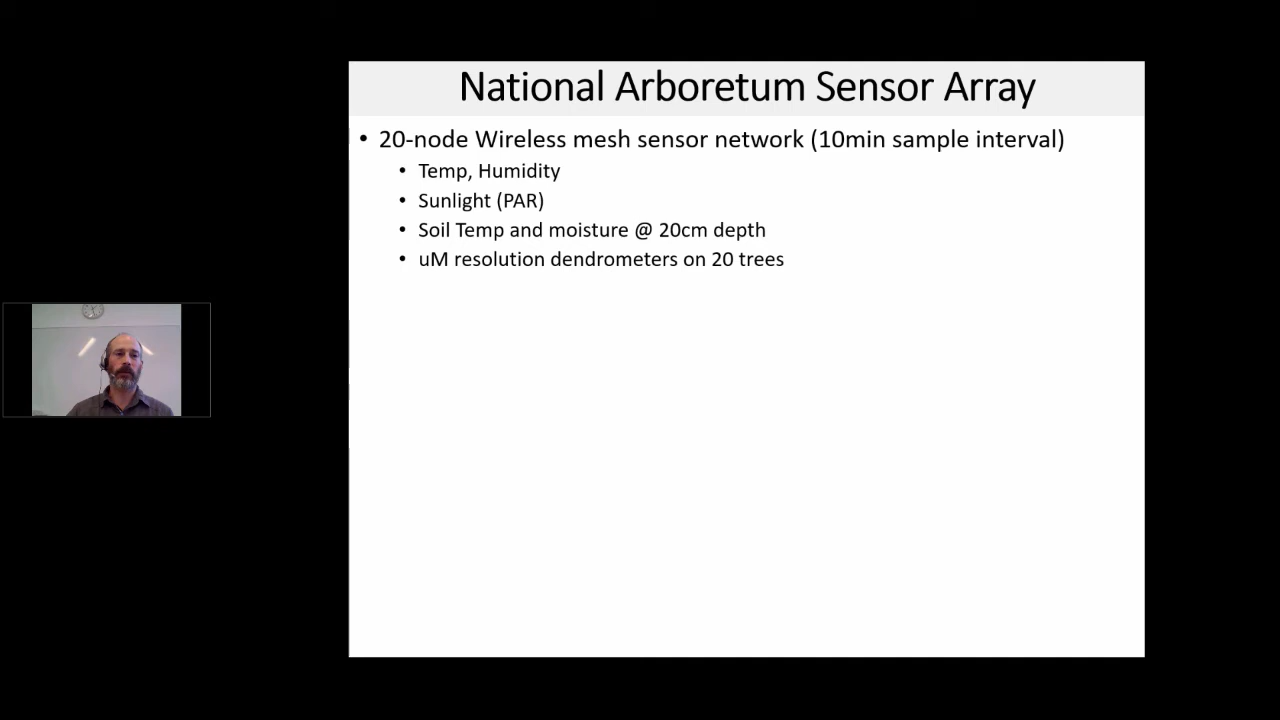 National Arboretum Sensor Array
• 20-node Wireless mesh sensor network (10min sample interval)
• Temp, Humidity
• Sunlight (PAR)
• Soil Temp and moisture @ 20cm depth
• uM resolution dendrometers on 20 trees